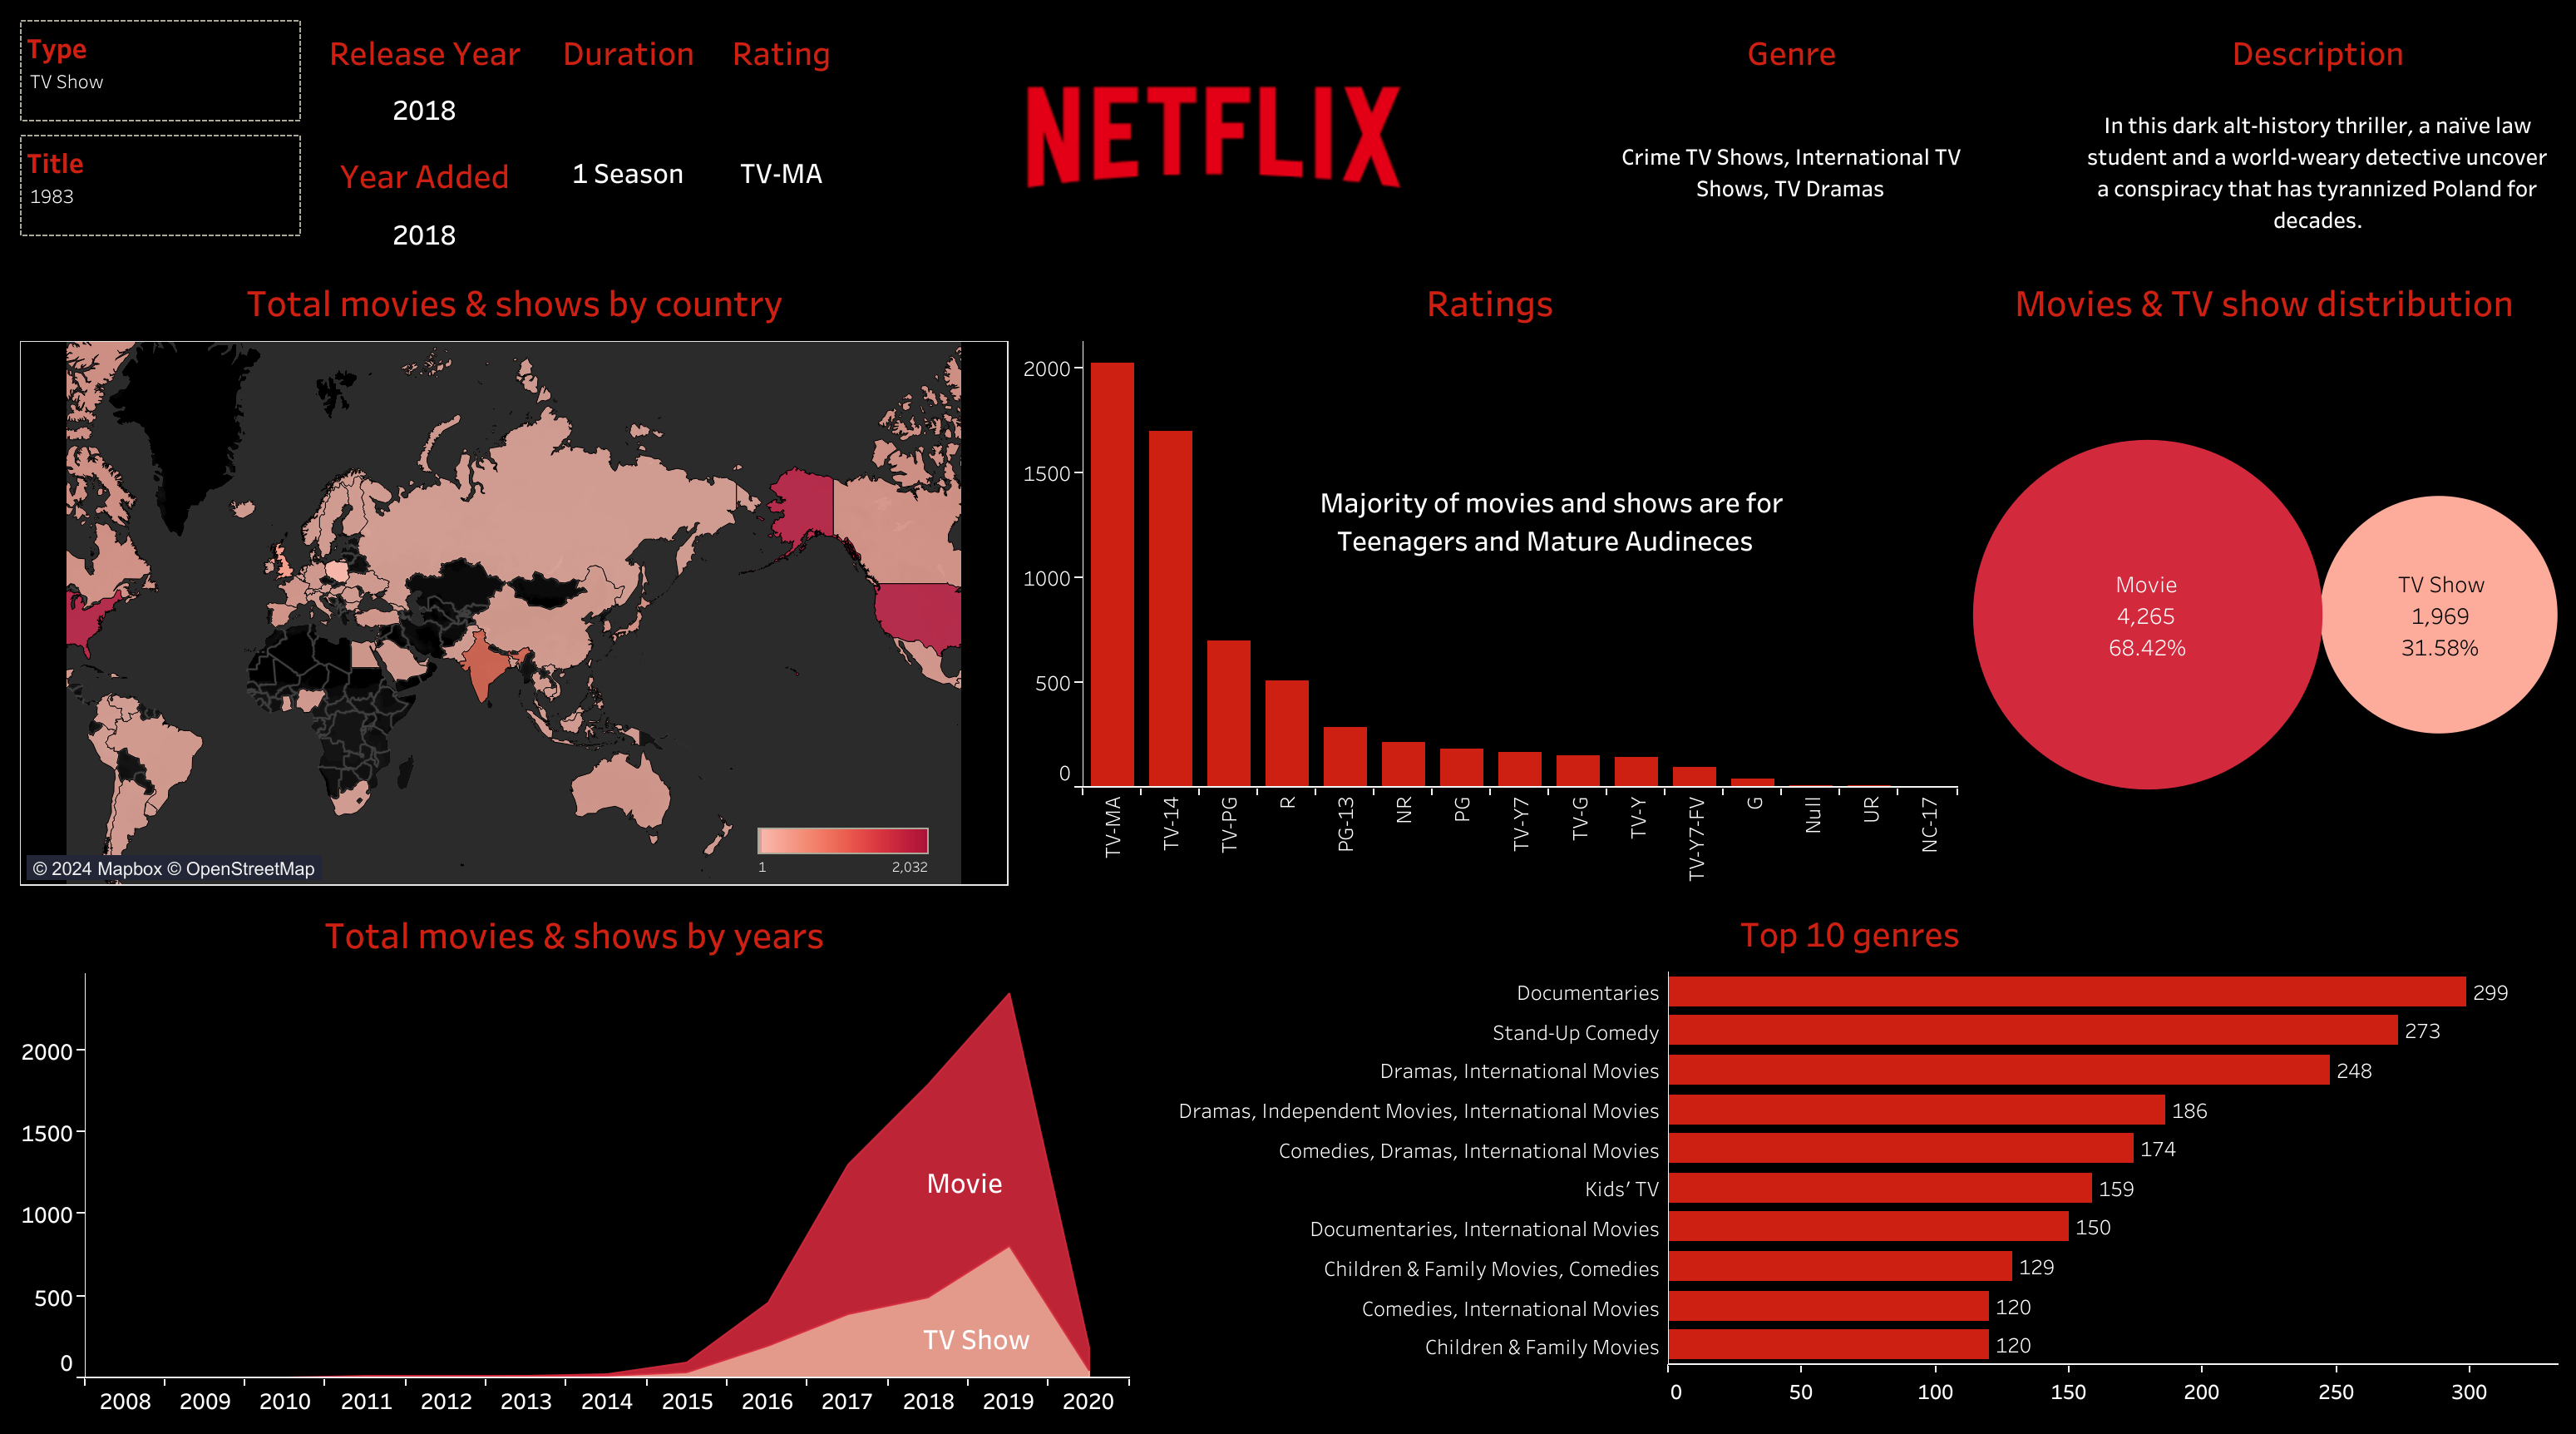 Type
TV Show
Title
1983
Release Year
2018
Year Added
2018
Duration
1 Season
Rating
TV-MA
NETFLIX
Genre
Crime TV Shows, International TV
Shows, TV Dramas
Description
In this dark alt-history thriller, a naïve law
student and a world-weary detective uncover
a conspiracy that has tyrannized Poland for
decades.
Total movies & shows by country
© 2024 Mapbox © OpenStreetMap
1
2,032
Ratings
2000
1500
1000
500
0
Majority of movies and shows are for
Teenagers and Mature Audineces
TV-MA
TV-14
TV-PG
R
PG-13
NR
PG
TV-Y7
TV-G
TV-Y
TV-Y7-FV
G
Null
UR
NC-17
Movies & TV show distribution
Movie
4,265
68.42%
TV Show
1,969
31.58%
Total movies & shows by years
2000
1500
1000
500
0
Movie
TV Show
2008
2009
2010
2011
2012
2013
2014
2015
2016
2017
2018
2019
2020
Top 10 genres
Documentaries 299
Stand-Up Comedy 273
Dramas, International Movies 248
Dramas, Independent Movies, International Movies 186
Comedies, Dramas, International Movies 174
Kids' TV 159
Documentaries, International Movies 150
Children & Family Movies, Comedies 129
Comedies, International Movies 120
Children & Family Movies 120
0
50
100
150
200
250
300